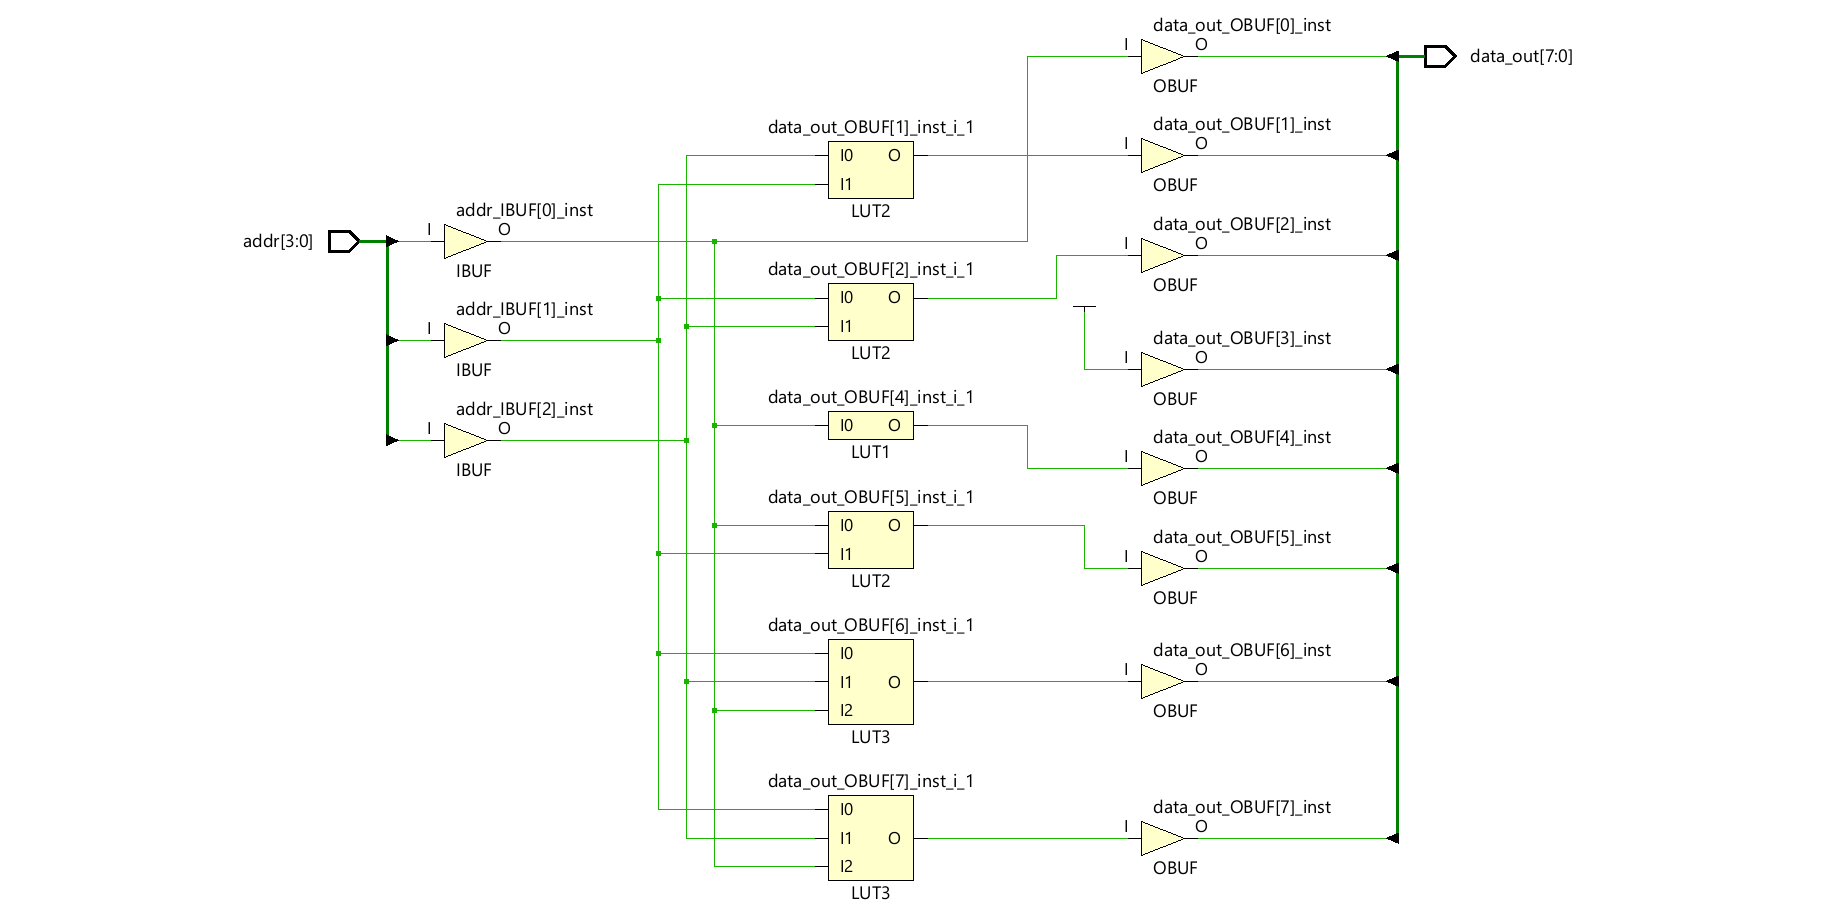 data_out_OBUF[0]_inst
I
O
data_out[7:0]
OBUF
data_out_OBUF[1]_inst_i_1
I0
O
I1
LUT2
data_out_OBUF[1]_inst
I
O
OBUF
addr[3:0]
addr_IBUF[0]_inst
I
O
IBUF
data_out_OBUF[2]_inst_i_1
I0
O
I1
LUT2
data_out_OBUF[2]_inst
I
O
OBUF
addr_IBUF[1]_inst
I
O
IBUF
data_out_OBUF[3]_inst
I
O
OBUF
addr_IBUF[2]_inst
I
O
IBUF
data_out_OBUF[4]_inst_i_1
I0
O
LUT1
data_out_OBUF[4]_inst
I
O
OBUF
data_out_OBUF[5]_inst_i_1
I0
O
I1
LUT2
data_out_OBUF[5]_inst
I
O
OBUF
data_out_OBUF[6]_inst_i_1
I0
I1
O
I2
LUT3
data_out_OBUF[6]_inst
I
O
OBUF
data_out_OBUF[7]_inst_i_1
I0
I1
O
I2
LUT3
data_out_OBUF[7]_inst
I
O
OBUF